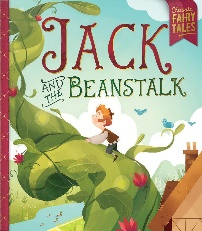 Classic
FAIRY
TALES
JACK
AND THE
BEANSTALK